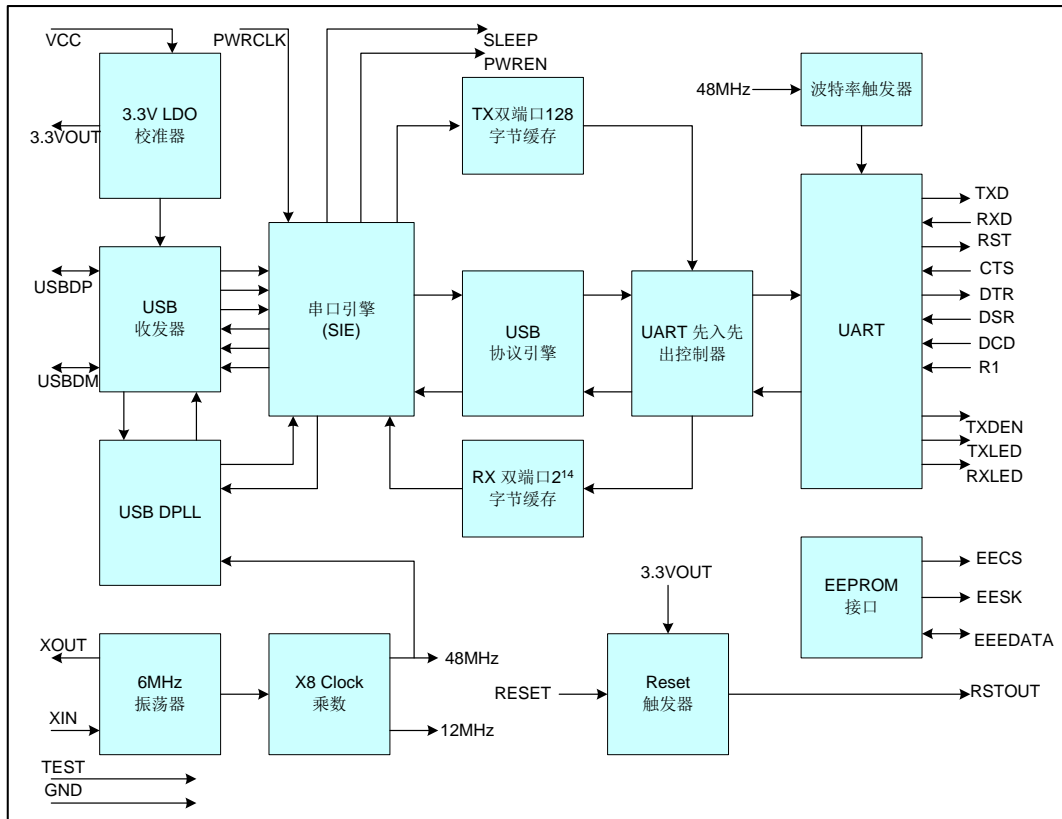 VCC
PWRCLK
SLEEP
PWREN
3.3V LDO
校准器
3.3VOUT
TX双端口128
字节缓存
48MHz
波特率触发器
USBDP
USB
收发器
USBDM
串口引擎
(SIE)
USB
协议引擎
UART 先入先
出控制器
UART
TXD
RXD
RST
CTS
DTR
DSR
DCD
R1
TXDEN
TXLED
RXLED
USB DPLL
RX 双端口2¹⁴
字节缓存
3.3VOUT
EEPROM
接口
EECS
EESK
EEEDATA
XOUT
6MHz
振荡器
XIN
X8 Clock
乘数
48MHz
12MHz
RESET
Reset
触发器
RSTOUT
TEST
GND